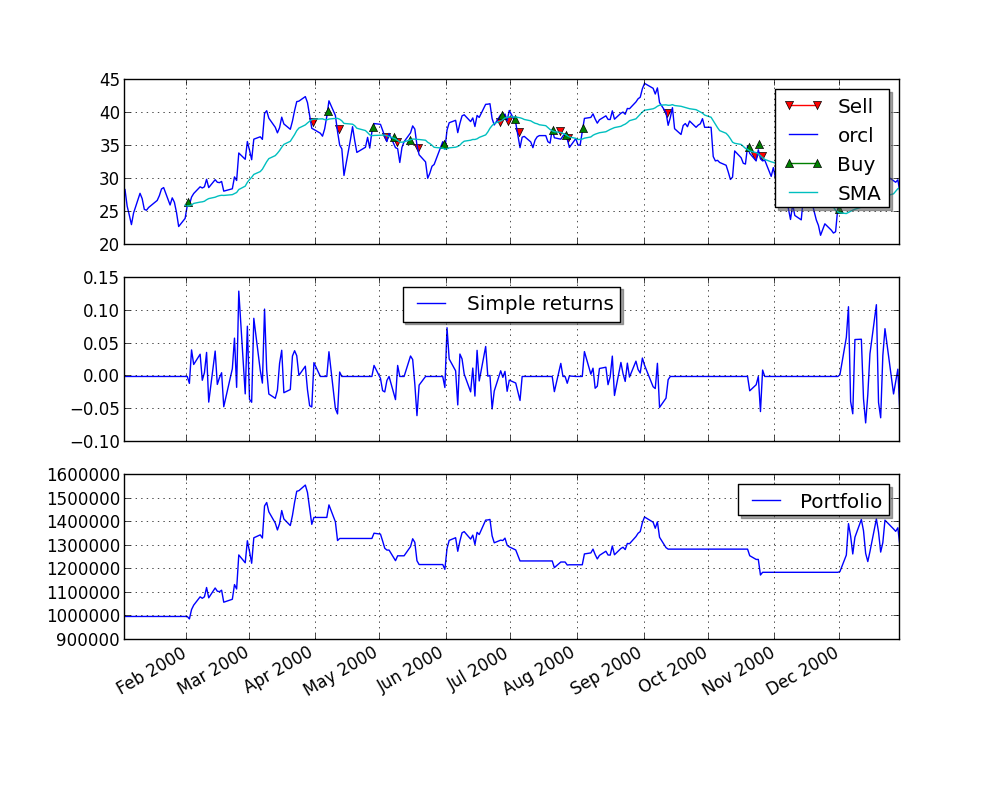 45
40
35
30
25
20
Sell
orcl
Buy
SMA
0.15
0.10
0.05
0.00
−0.05
−0.10
Simple returns
1600000
1500000
1400000
1300000
1200000
1100000
1000000
900000
Portfolio
Feb 2000
Mar 2000
Apr 2000
May 2000
Jun 2000
Jul 2000
Aug 2000
Sep 2000
Oct 2000
Nov 2000
Dec 2000